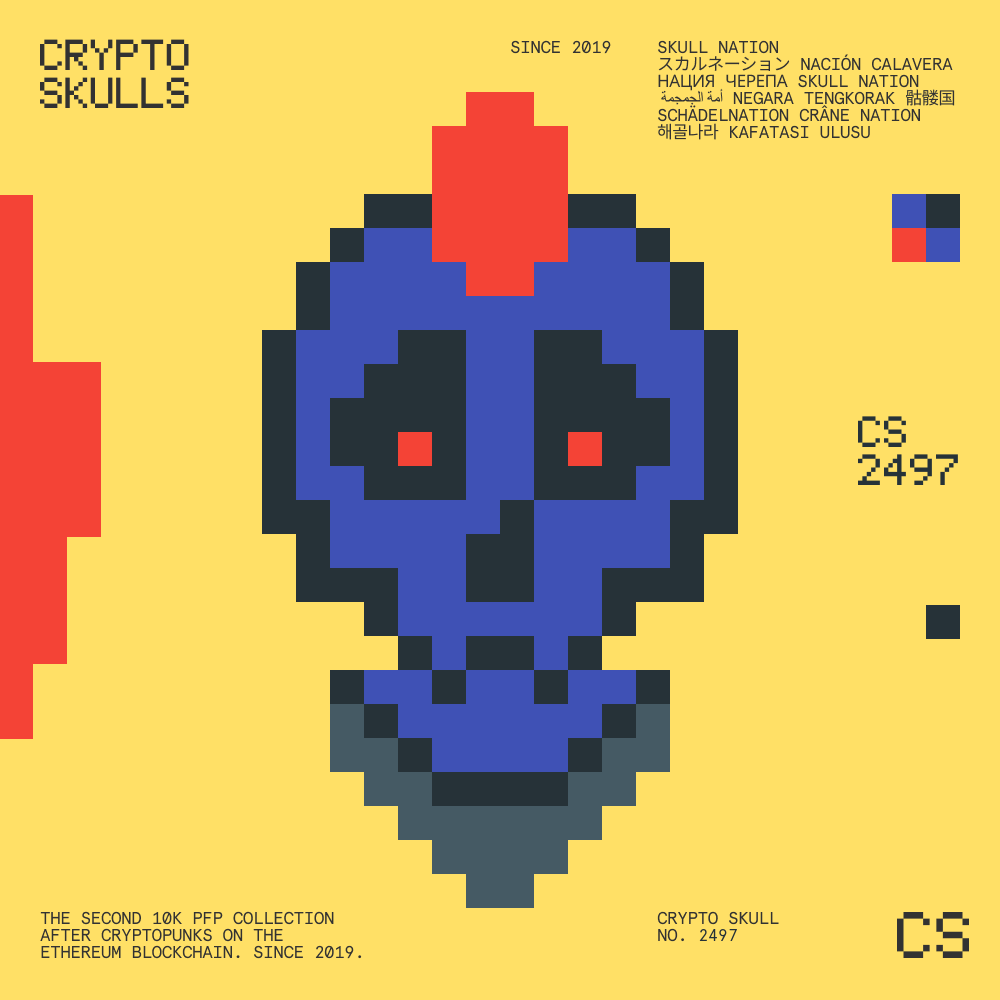 CRYPTO
SKULLS
SINCE 2019
SKULL NATION
スカルネーション NACIÓN CALAVERA
НАЦИЯ ЧЕРЕПА SKULL NATION
أمة الجمجمة NEGARA TENGKORAK 骷髅国
SCHÄDELNATION CRÂNE NATION
해골나라 KAFATASI ULUSU
CS
2497
THE SECOND 10K PFP COLLECTION
AFTER CRYPTOPUNKS ON THE
ETHEREUM BLOCKCHAIN. SINCE 2019.
CRYPTO SKULL
NO. 2497
CS